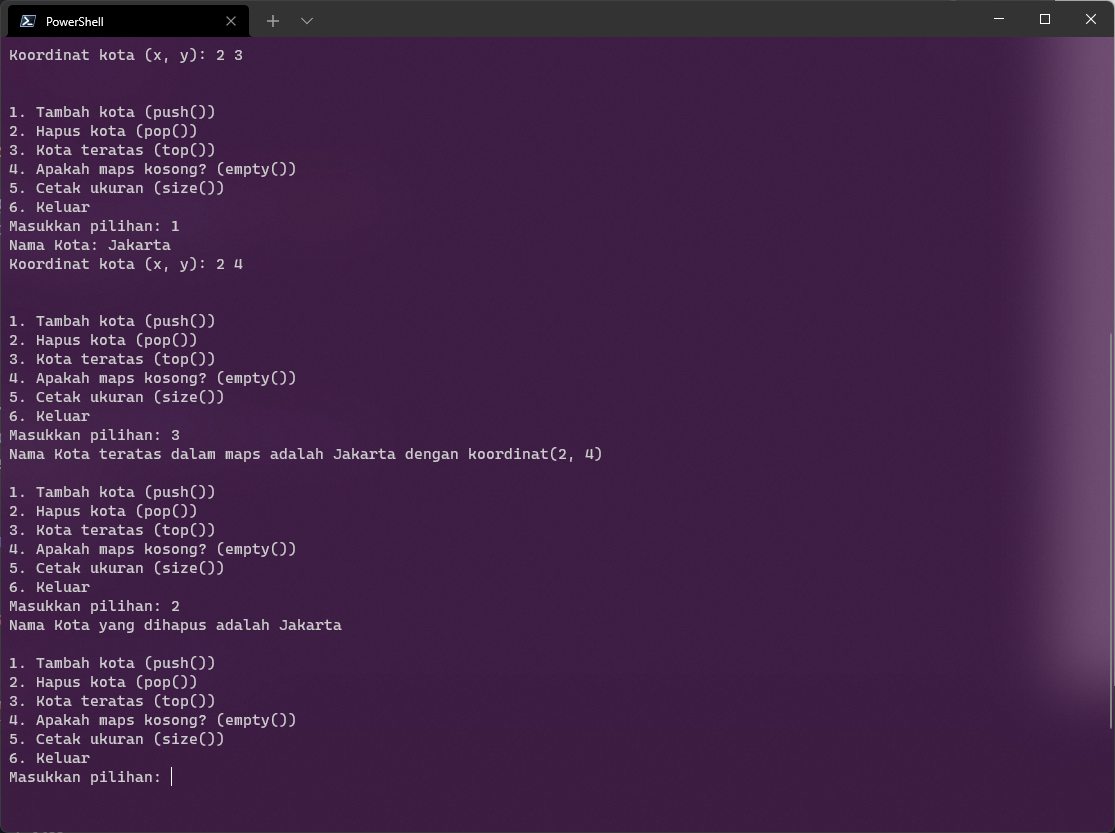 PowerShell
Koordinat kota (x, y): 2 3
1. Tambah kota (push())
2. Hapus kota (pop())
3. Kota teratas (top())
4. Apakah maps kosong? (empty())
5. Cetak ukuran (size())
6. Keluar
Masukkan pilihan: 1
Nama Kota: Jakarta
Koordinat kota (x, y): 2 4
1. Tambah kota (push())
2. Hapus kota (pop())
3. Kota teratas (top())
4. Apakah maps kosong? (empty())
5. Cetak ukuran (size())
6. Keluar
Masukkan pilihan: 3
Nama Kota teratas dalam maps adalah Jakarta dengan koordinat(2, 4)
1. Tambah kota (push())
2. Hapus kota (pop())
3. Kota teratas (top())
4. Apakah maps kosong? (empty())
5. Cetak ukuran (size())
6. Keluar
Masukkan pilihan: 2
Nama Kota yang dihapus adalah Jakarta
1. Tambah kota (push())
2. Hapus kota (pop())
3. Kota teratas (top())
4. Apakah maps kosong? (empty())
5. Cetak ukuran (size())
6. Keluar
Masukkan pilihan: